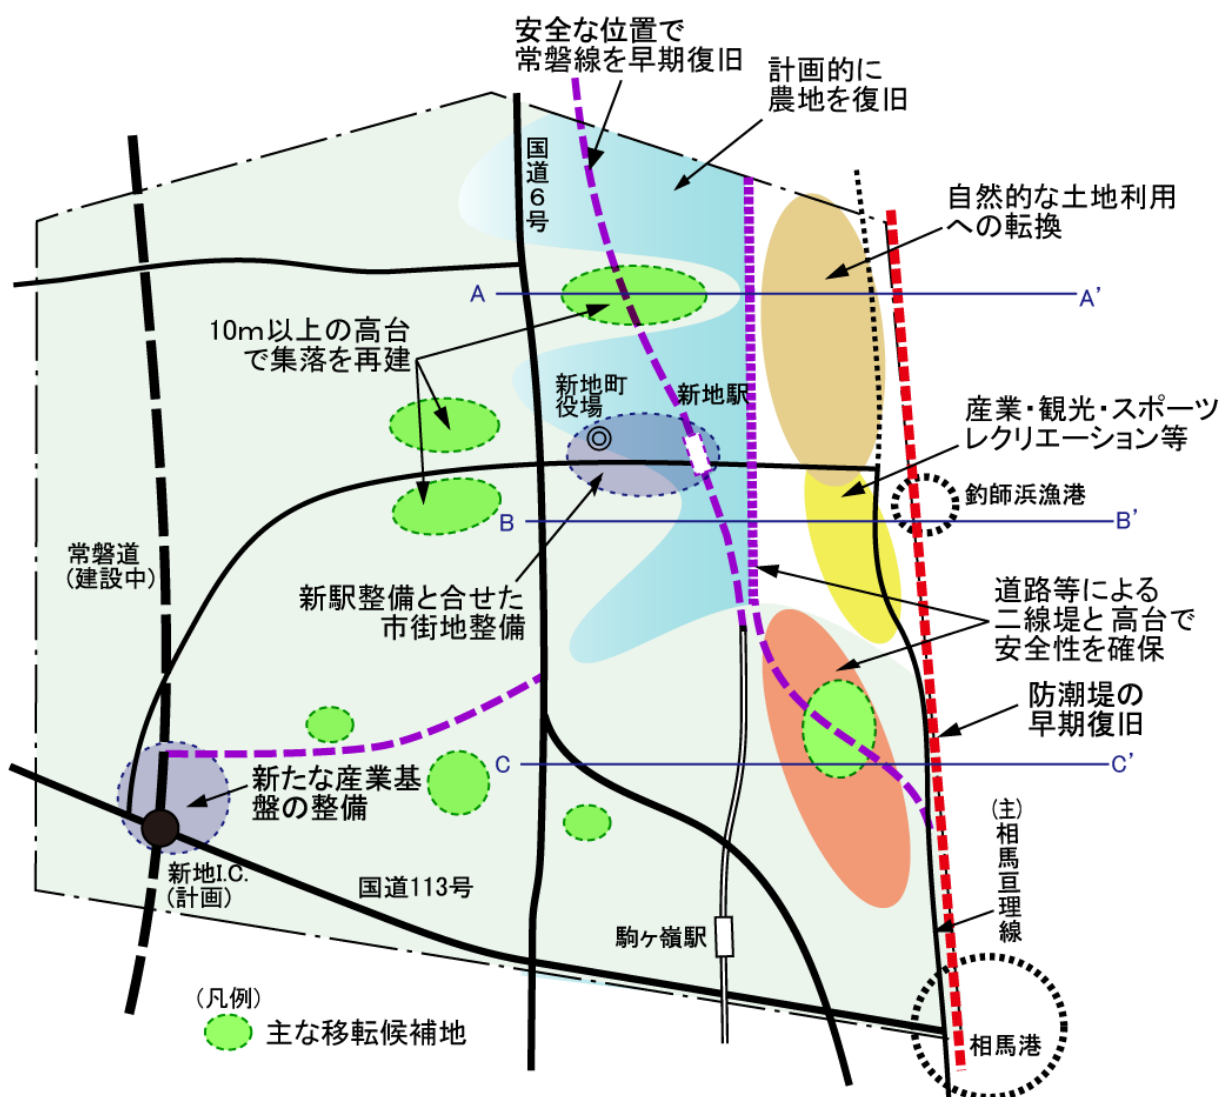 安全な位置で
常磐線を早期復旧
計画的に
農地を復旧
国道6号
自然的な土地利用
への転換
A
A'
10m以上の高台
で集落を再建
新地町
役場
新地駅
産業・観光・スポーツ
レクリエーション等
釣師浜漁港
B
B'
常磐道
(建設中)
新駅整備と合せた
市街地整備
道路等による
二線堤と高台で
安全性を確保
防潮堤の
早期復旧
C
C'
新たな産業基
盤の整備
(主)相馬亘理線
新地I.C.
(計画)
国道113号
駒ヶ嶺駅
(凡例)
主な移転候補地
相馬港